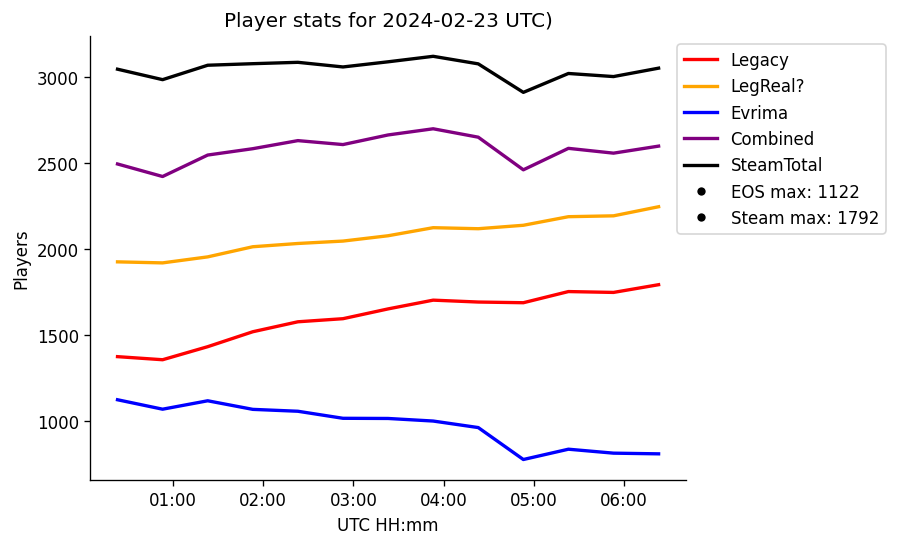 Player stats for 2024-02-23 UTC)
Legacy
LegReal?
Evrima
Combined
SteamTotal
EOS max: 1122
Steam max: 1792
Players
3000
2500
2000
1500
1000
01:00 02:00 03:00 04:00 05:00 06:00
UTC HH:mm